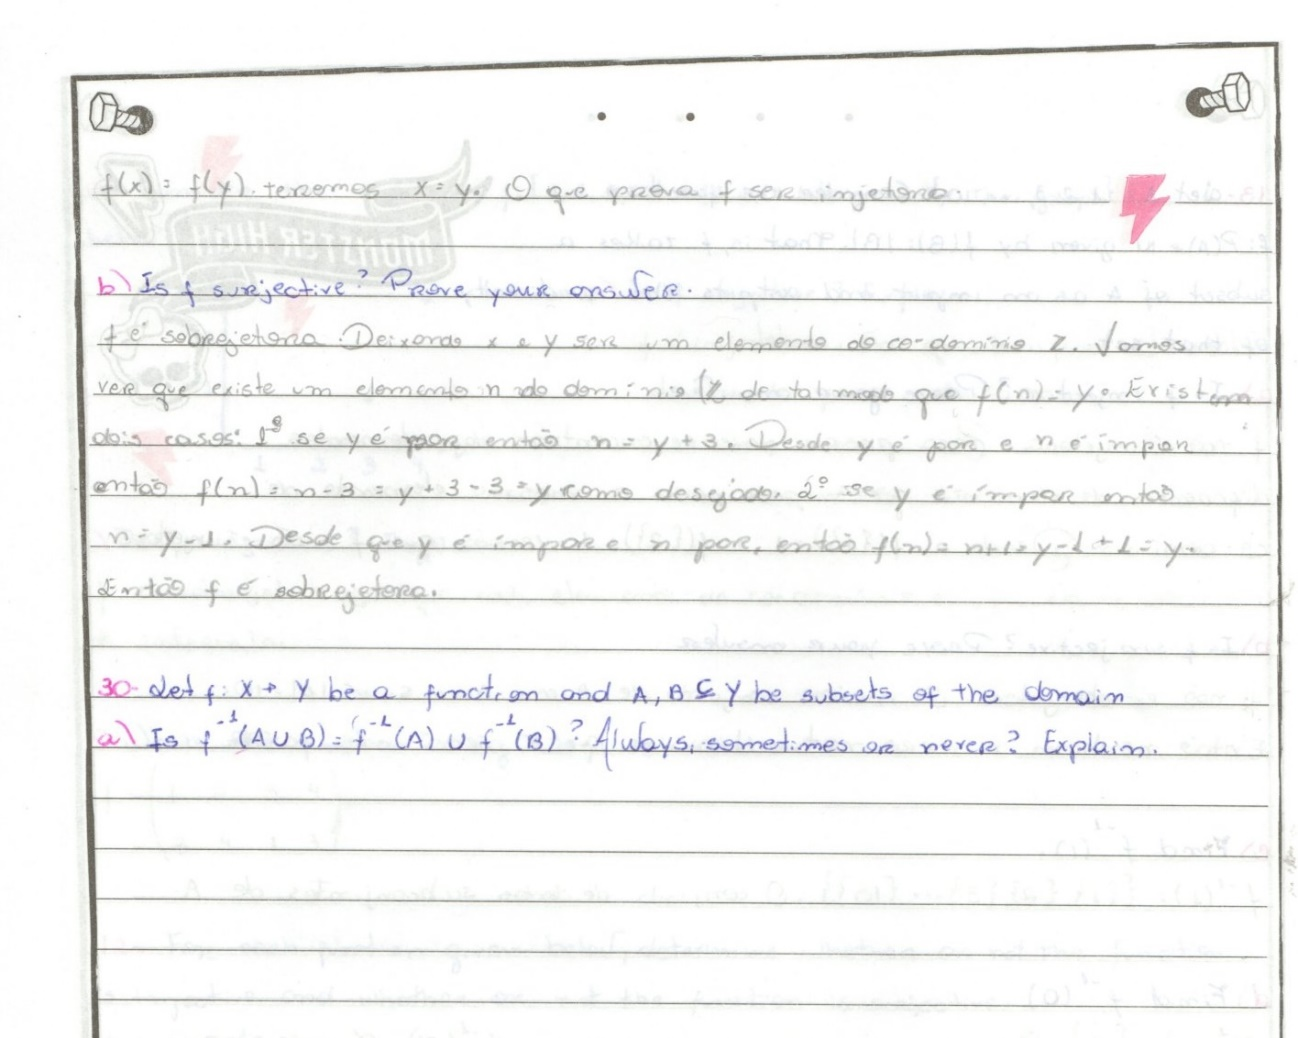 f(x) = f(y). teremos x = y. O que prova f ser injetora.
b) Is f surjective? Prove your answer.
f é sobrejetora. Deixando x e y ser um elemento do co-domínio Z. Vamos
ver que existe um elemento n do domínio Z de tal modo que f(n) = y. Existem
dois casos: 1º se y é par então n = y + 3. Desde y é par e n é ímpar
então f(n) = n - 3 = y + 3 - 3 = y como desejado. 2º se y é ímpar então
n = y - 1. Desde que y é ímpar e n par, então f(n) = n+1 = y-1 +1 = y.
Então f é sobrejetora.
30- Let f: X → Y be a function and A, B ⊆ Y be subsets of the domain
a) Is f⁻¹(A ∪ B) = f⁻¹(A) ∪ f⁻¹(B)? Always, sometimes or never? Explain.